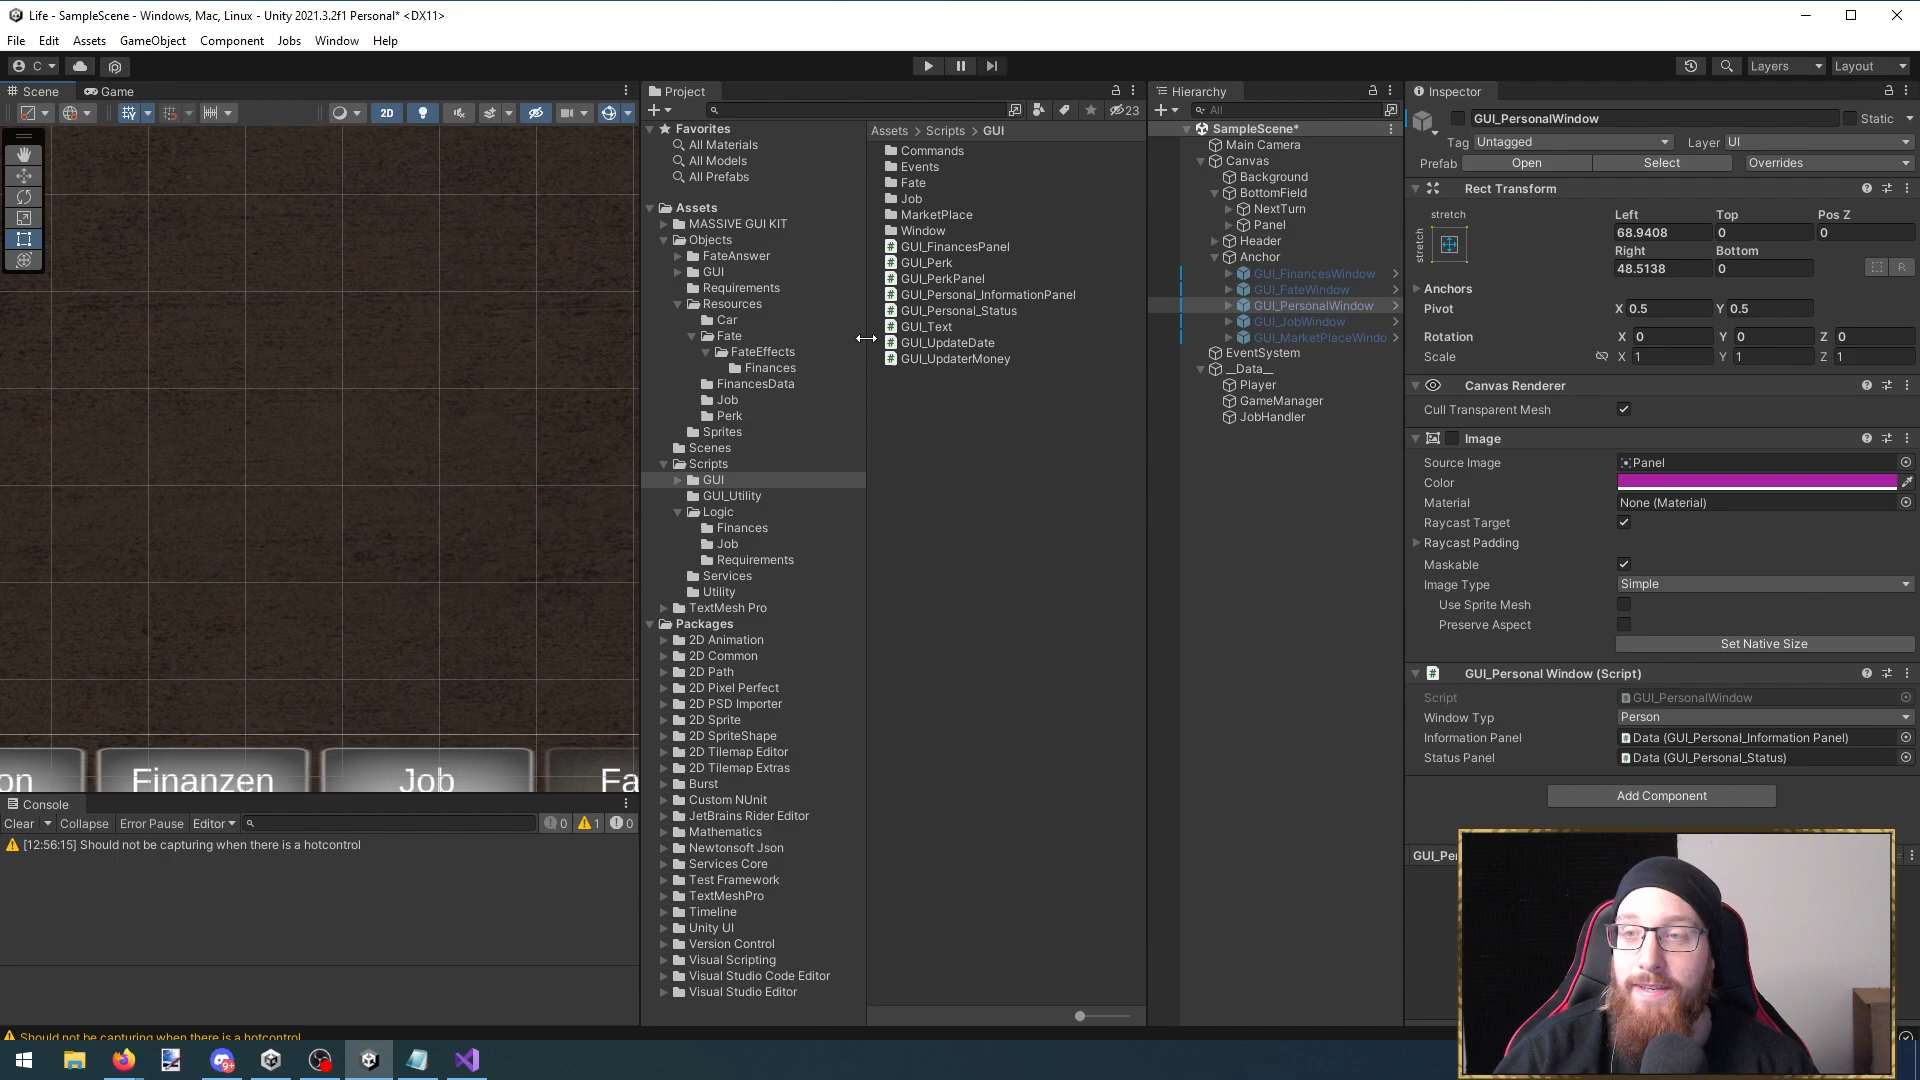 Life - SampleScene - Windows, Mac, Linux - Unity 2021.3.2f1 Personal* <DX11>
File Edit Assets GameObject Component Jobs Window Help
C
Layers Layout
Scene Game
2D
Project
23
Favorites
All Materials
All Models
All Prefabs
Assets
MASSIVE GUI KIT
Objects
FateAnswer
GUI
Requirements
Resources
Car
Fate
FateEffects
Finances
FinancesData
Job
Perk
Sprites
Scenes
Scripts
GUI
GUI_Utility
Logic
Finances
Job
Requirements
Services
Utility
TextMesh Pro
Packages
2D Animation
2D Common
2D Path
2D Pixel Perfect
2D PSD Importer
2D Sprite
2D SpriteShape
2D Tilemap Editor
2D Tilemap Extras
Burst
Custom NUnit
JetBrains Rider Editor
Mathematics
Newtonsoft Json
Services Core
Test Framework
TextMeshPro
Timeline
Unity UI
Version Control
Visual Scripting
Visual Studio Code Editor
Visual Studio Editor
Assets > Scripts > GUI
Commands
Events
Fate
Job
MarketPlace
Window
GUI_FinancesPanel
GUI_Perk
GUI_PerkPanel
GUI_Personal_InformationPanel
GUI_Personal_Status
GUI_Text
GUI_UpdateDate
GUI_UpdaterMoney
Hierarchy
All
SampleScene*
Main Camera
Canvas
Background
BottomField
NextTurn
Panel
Header
Anchor
GUI_FinancesWindow
GUI_FateWindow
GUI_PersonalWindow
GUI_JobWindow
GUI_MarketPlaceWindo
EventSystem
__Data__
Player
GameManager
JobHandler
Inspector
GUI_PersonalWindow Static
Tag Untagged Layer UI
Prefab Open Select Overrides
Rect Transform
stretch Left Top Pos Z
stretch 68.9408 0 0
Right Bottom
48.5138 0 R
Anchors
Pivot X 0.5 Y 0.5
Rotation X 0 Y 0 Z 0
Scale X 1 Y 1 Z 1
Canvas Renderer
Cull Transparent Mesh
Image
Source Image Panel
Color
Material None (Material)
Raycast Target
Raycast Padding
Maskable
Image Type Simple
Use Sprite Mesh
Preserve Aspect
Set Native Size
GUI_Personal Window (Script)
Script GUI_PersonalWindow
Window Typ Person
Information Panel Data (GUI_Personal_Information Panel)
Status Panel Data (GUI_Personal_Status)
Add Component
GUI_Per
on Finanzen Job Fa
Console
Clear Collapse Error Pause Editor 0 1 0
[12:56:15] Should not be capturing when there is a hotcontrol
Should not be capturing when there is a hotcontrol
9+